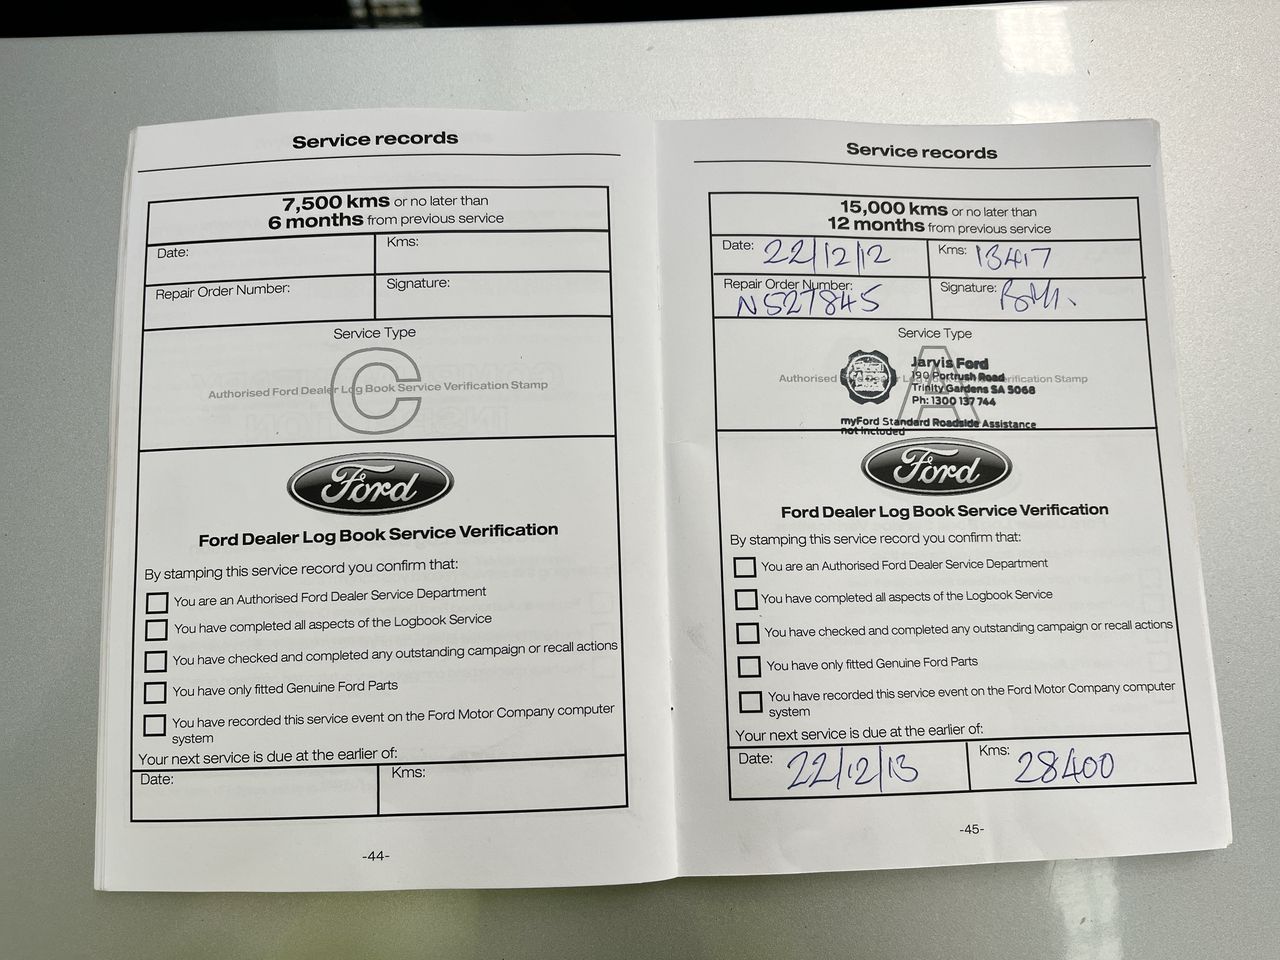 Service records
7,500 kms or no later than
6 months from previous service
Date:
Kms:
Repair Order Number:
Signature:
Service Type
C
Authorised Ford Dealer Log Book Service Verification Stamp
Ford
Ford Dealer Log Book Service Verification
By stamping this service record you confirm that:
You are an Authorised Ford Dealer Service Department
You have completed all aspects of the Logbook Service
You have checked and completed any outstanding campaign or recall actions
You have only fitted Genuine Ford Parts
You have recorded this service event on the Ford Motor Company computer
system
Your next service is due at the earlier of:
Date:
Kms:
-44-
Service records
15,000 kms or no later than
12 months from previous service
Date: 22/12/12
Kms: 13417
Repair Order Number:
N527845
Signature:
Service Type
A
Authorised Ford Dealer Log Book Service Verification Stamp
Jarvis Ford
190 Portrush Road
Trinity Gardens SA 5068
Ph: 1300 137 744
myFord Standard Roadside Assistance
not included
Ford
Ford Dealer Log Book Service Verification
By stamping this service record you confirm that:
You are an Authorised Ford Dealer Service Department
You have completed all aspects of the Logbook Service
You have checked and completed any outstanding campaign or recall actions
You have only fitted Genuine Ford Parts
You have recorded this service event on the Ford Motor Company computer
system
Your next service is due at the earlier of:
Date: 22/12/13
Kms: 28400
-45-